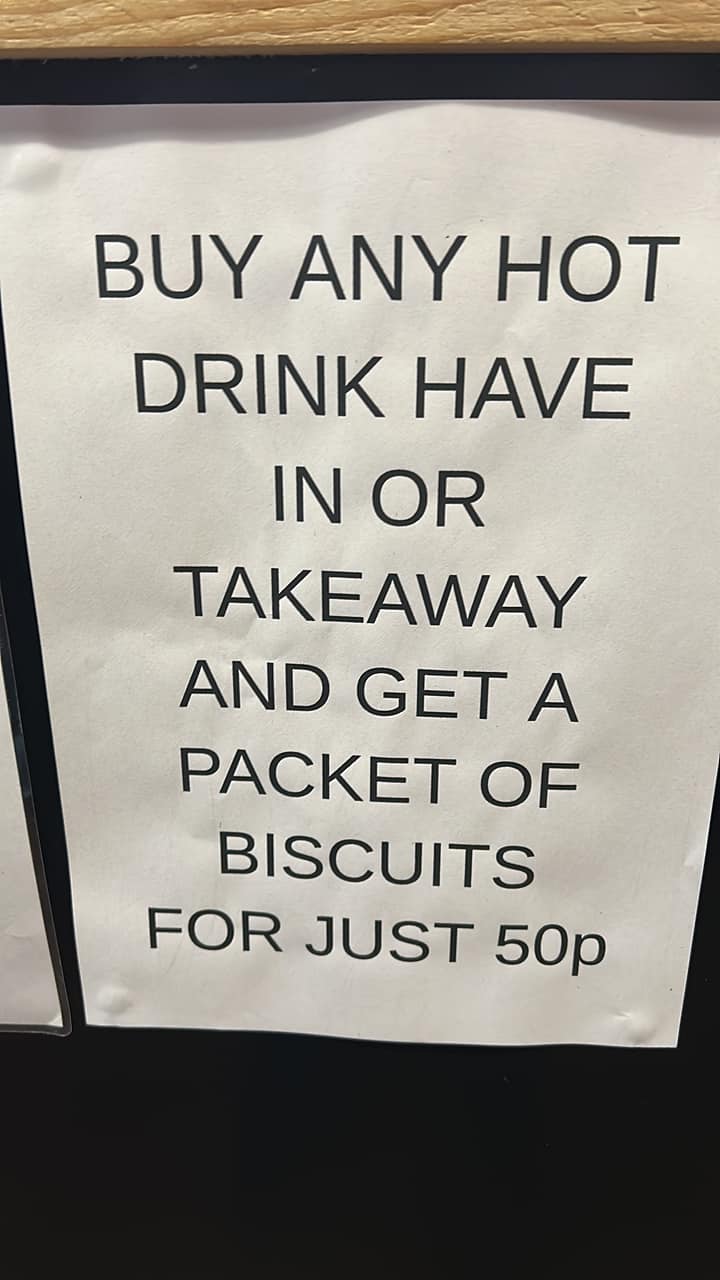 BUY ANY HOT
DRINK HAVE
IN OR
TAKEAWAY
AND GET A
PACKET OF
BISCUITS
FOR JUST 50p